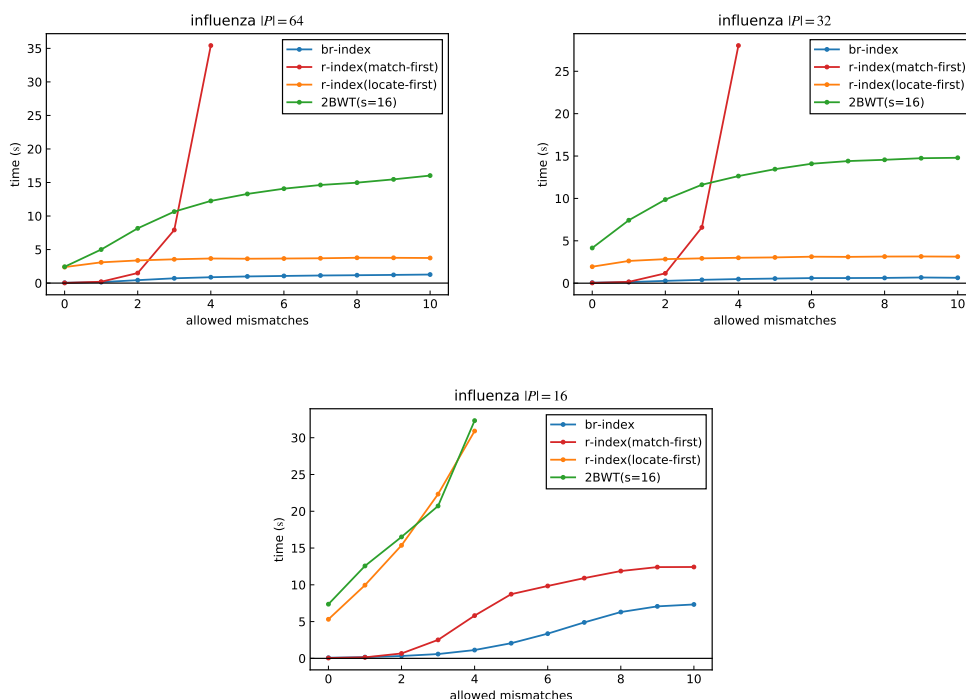 influenza |P|=64
35
30
25
20
15
10
5
0
time (s)
br-index
r-index(match-first)
r-index(locate-first)
2BWT(s=16)
0 2 4 6 8 10
allowed mismatches
influenza |P|=32
25
20
15
10
5
0
time (s)
br-index
r-index(match-first)
r-index(locate-first)
2BWT(s=16)
0 2 4 6 8 10
allowed mismatches
influenza |P|=16
30
25
20
15
10
5
0
time (s)
br-index
r-index(match-first)
r-index(locate-first)
2BWT(s=16)
0 2 4 6 8 10
allowed mismatches